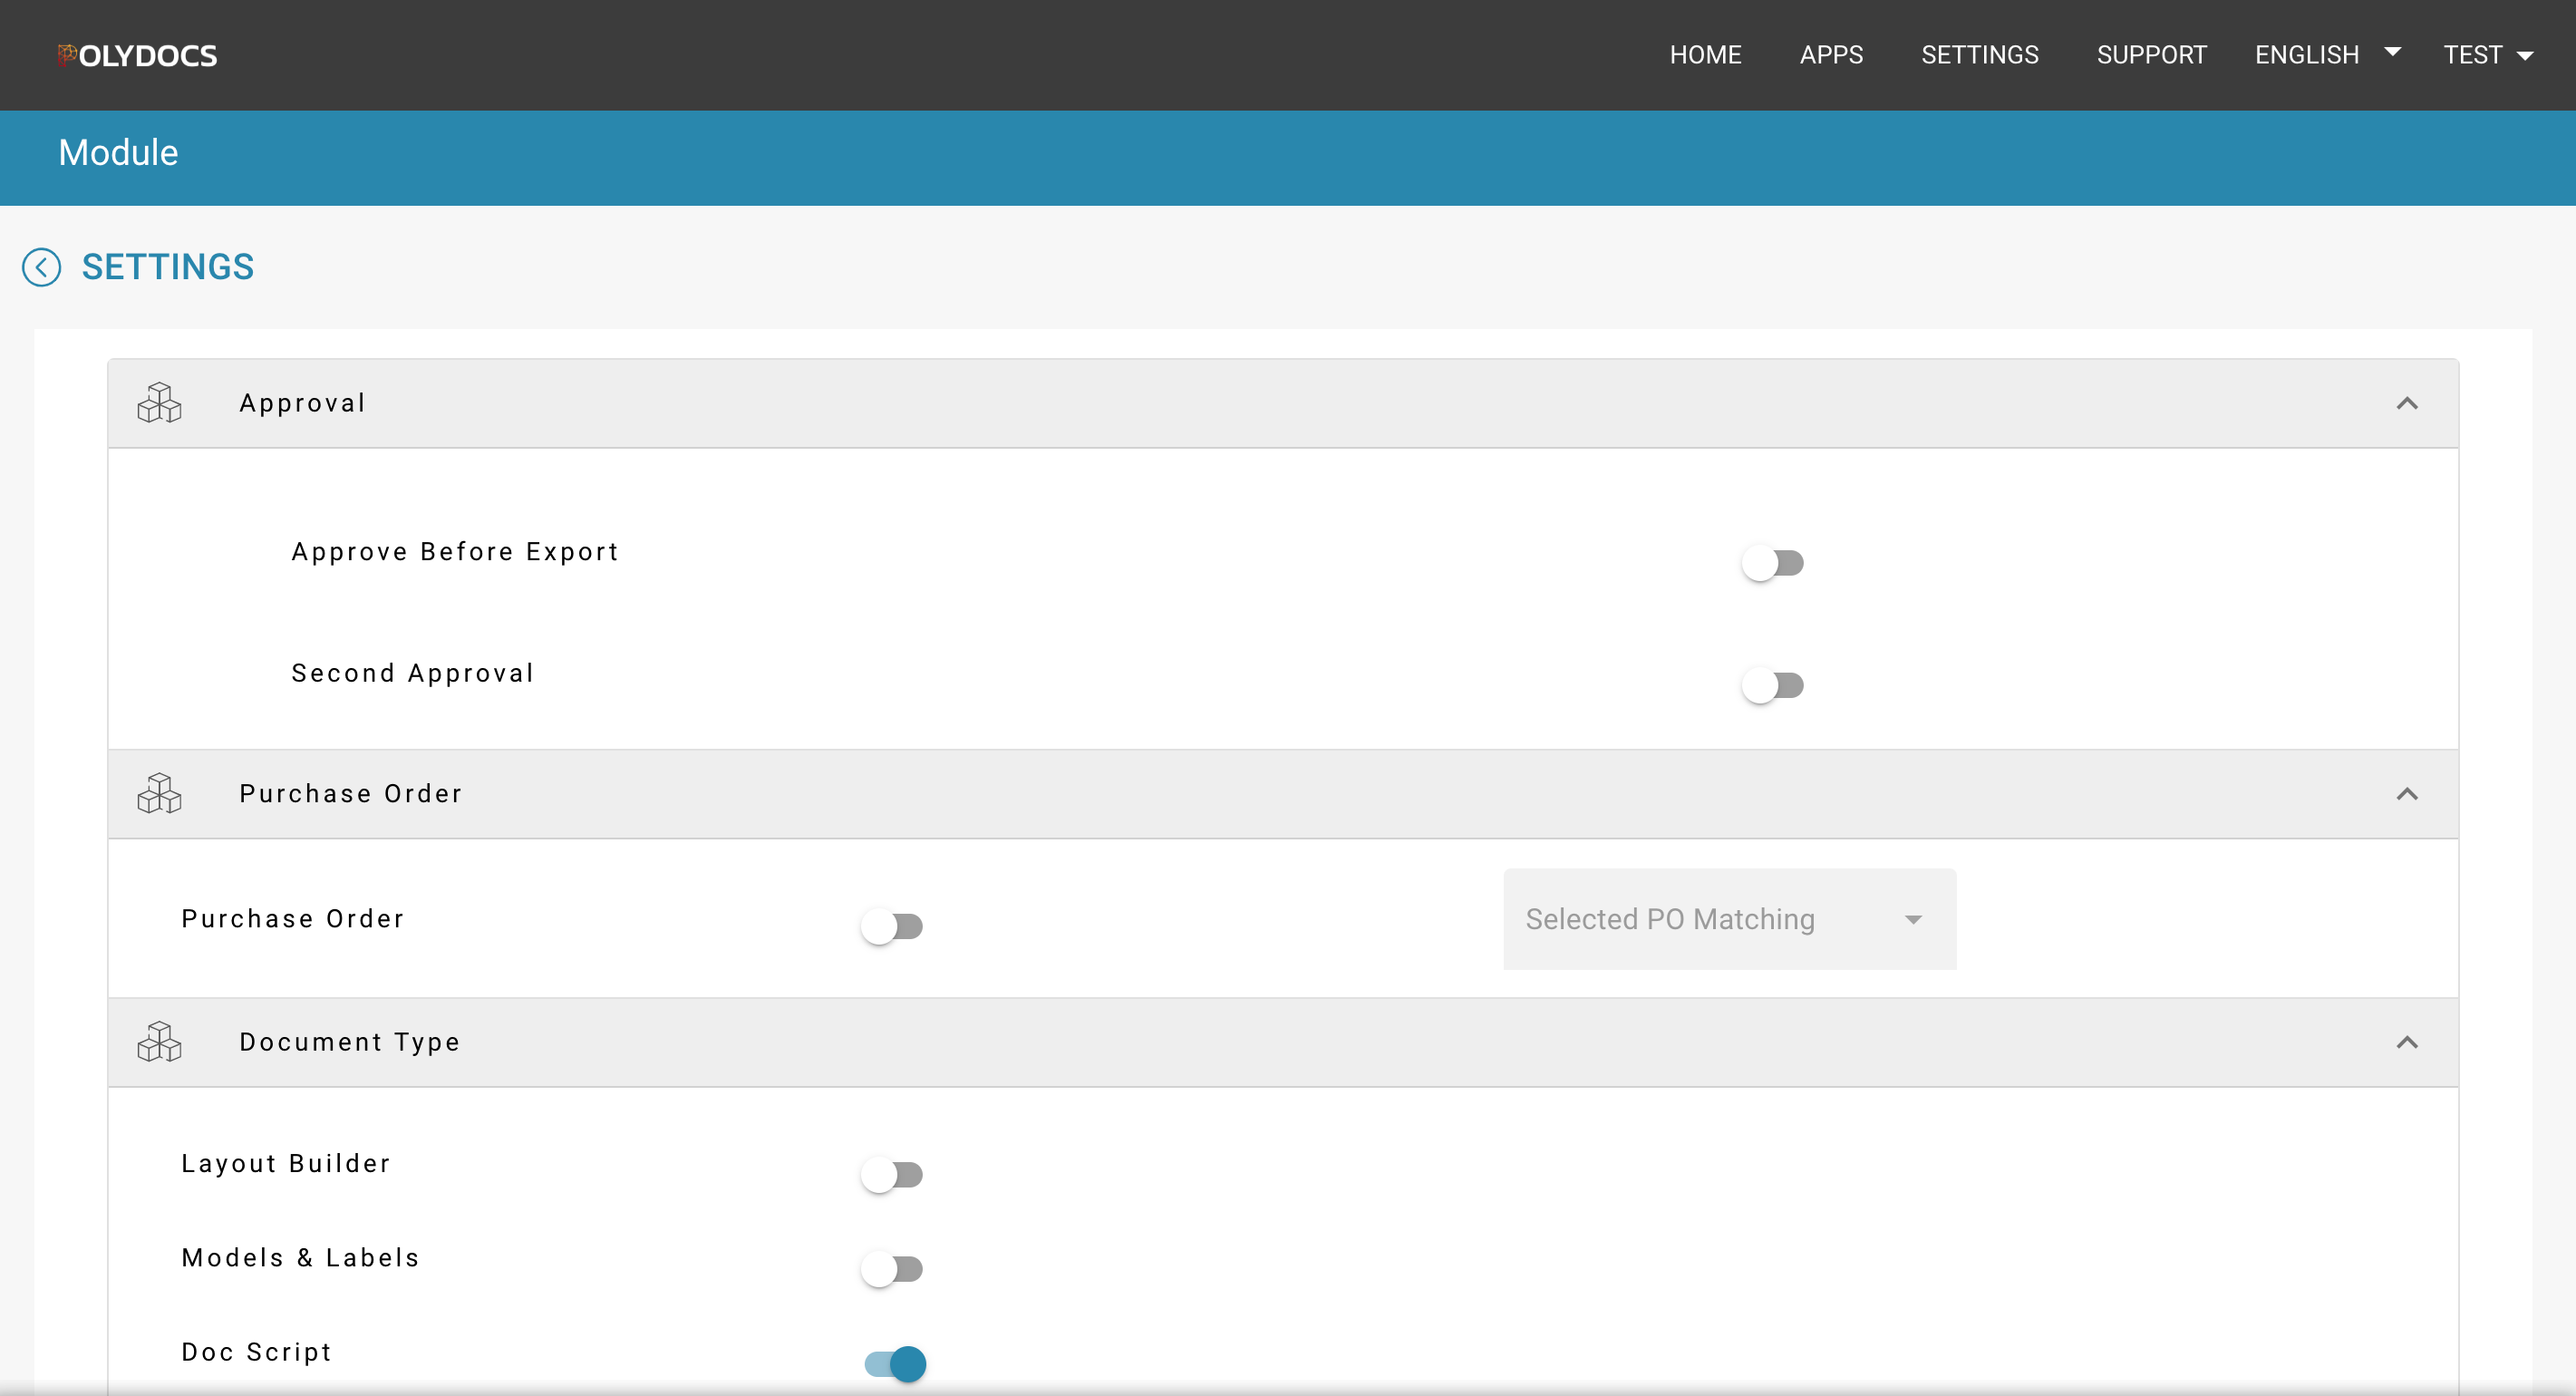 POLYDOCS
HOME APPS SETTINGS SUPPORT ENGLISH TEST
Module
SETTINGS
Approval
Approve Before Export
Second Approval
Purchase Order
Purchase Order Selected PO Matching
Document Type
Layout Builder
Models & Labels
Doc Script